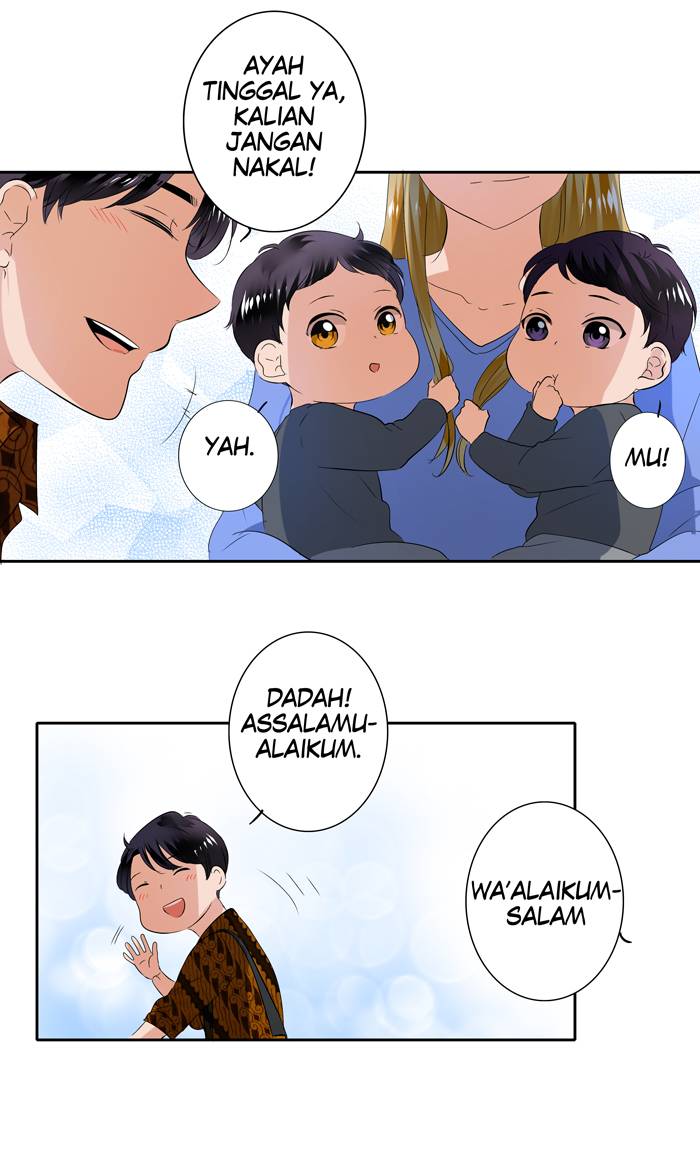 AYAH
TINGGAL YA,
KALIAN
JANGAN
NAKAL!
YAH.
MU!
DADAH!
ASSALAMU-
ALAIKUM.
WA'ALAIKUM-
SALAM